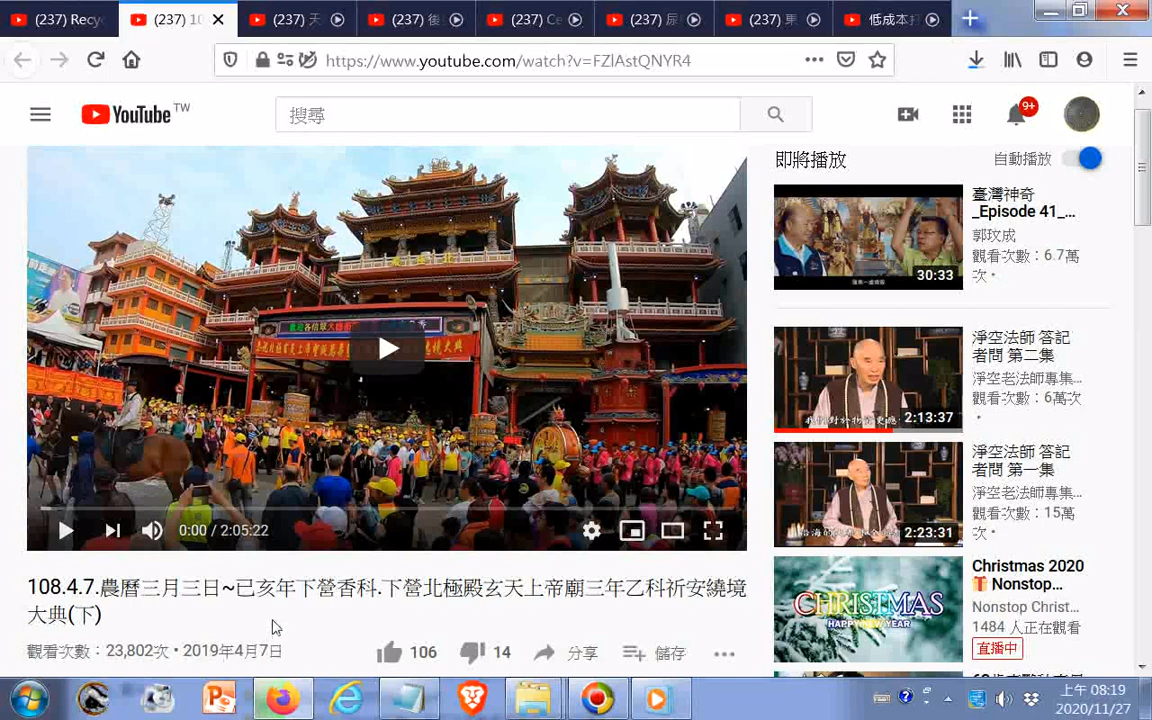 (237) Recy
(237) 10
(237) 天
(237) 後
(237) Ce
(237) 尿
(237) 東
低成本打
https://www.youtube.com/watch?v=FZlAstQNYR4
YouTube TW
搜尋
9+
即將播放
自動播放
臺灣神奇
_Episode 41_...
郭玟成
觀看次數：6.7萬
次・
30:33
淨空法師 答記
者問 第二集
淨空老法師專集...
觀看次數：6萬次
・
2:13:37
淨空法師 答記
者問 第一集
淨空老法師專集...
觀看次數：15萬
次・
2:23:31
CHRISTMAS
HAPPY NEW YEAR
Christmas 2020
🎁 Nonstop...
Nonstop Christ...
1484 人正在觀看
直播中
0:00 / 2:05:22
108.4.7.農曆三月三日~已亥年下營香科.下營北極殿玄天上帝廟三年乙科祈安繞境
大典(下)
觀看次數：23,802次・2019年4月7日
106
14
分享
儲存
上午 08:19
2020/11/27